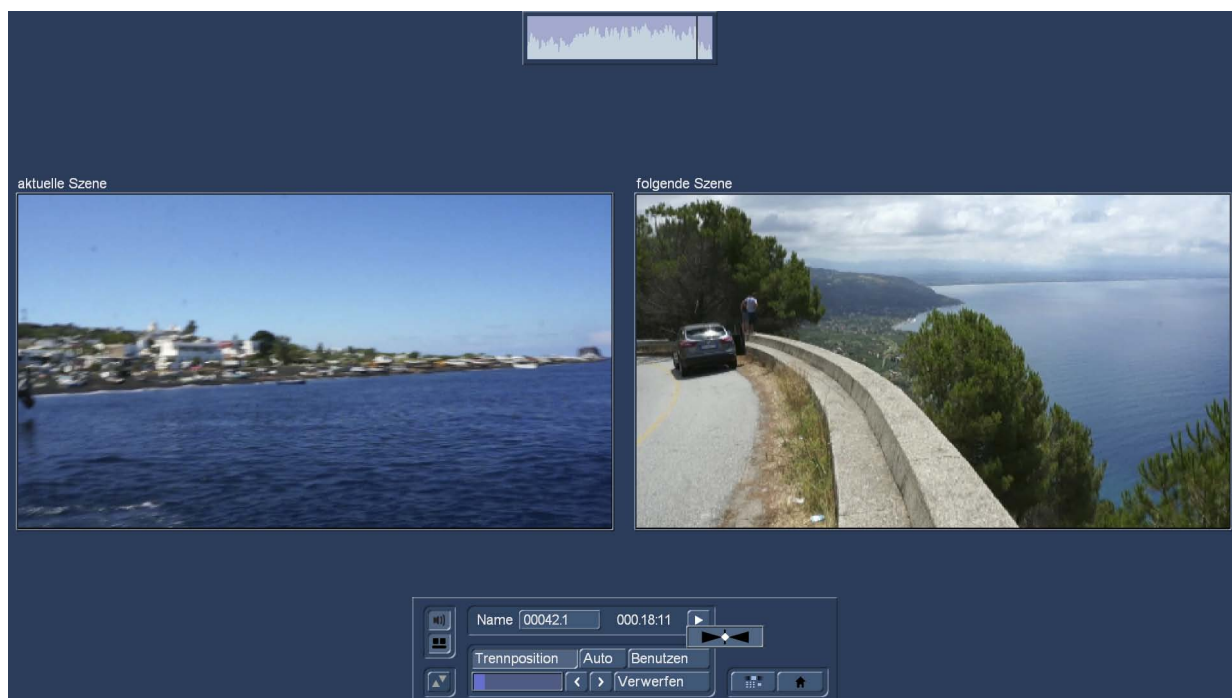 aktuelle Szene
folgende Szene
Name 00042.1 000.18:11
Trennposition Auto Benutzen
< > Verwerfen